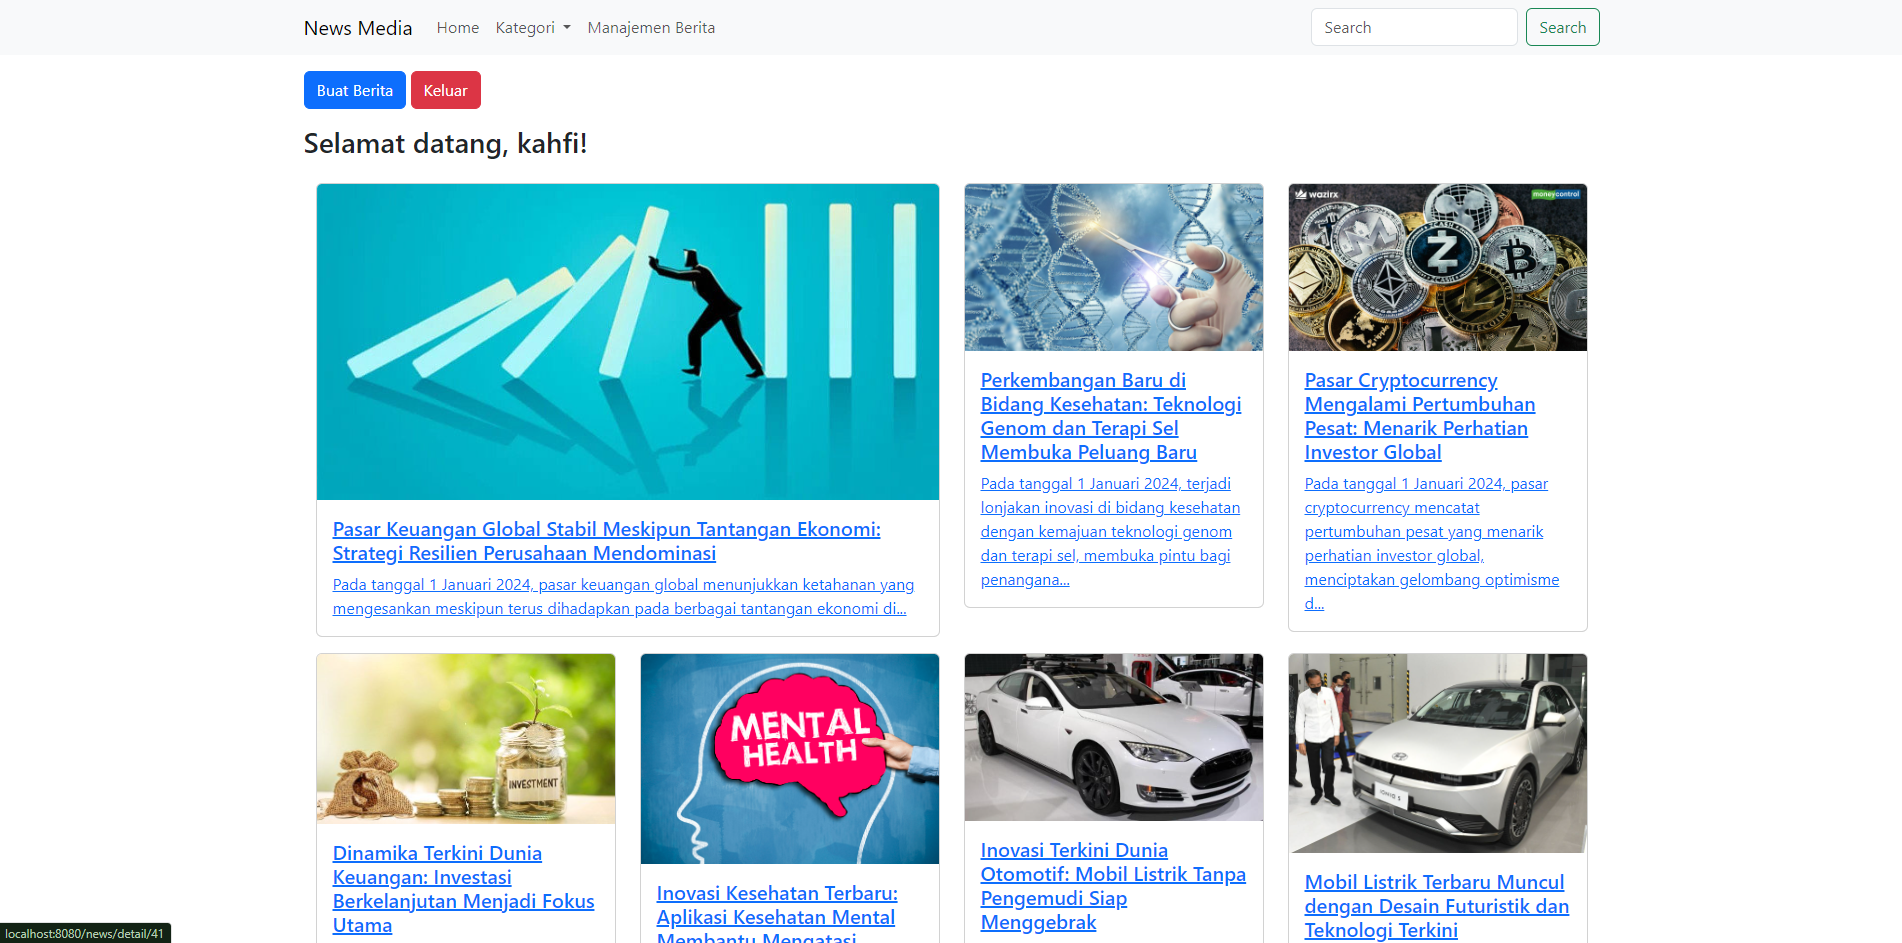 News Media Home Kategori Manajemen Berita Search Search
Buat Berita Keluar
Selamat datang, kahfi!
Pasar Keuangan Global Stabil Meskipun Tantangan Ekonomi:
Strategi Resilien Perusahaan Mendominasi
Pada tanggal 1 Januari 2024, pasar keuangan global menunjukkan ketahanan yang
mengesankan meskipun terus dihadapkan pada berbagai tantangan ekonomi di...
Perkembangan Baru di
Bidang Kesehatan: Teknologi
Genom dan Terapi Sel
Membuka Peluang Baru
Pada tanggal 1 Januari 2024, terjadi
lonjakan inovasi di bidang kesehatan
dengan kemajuan teknologi genom
dan terapi sel, membuka pintu bagi
penangana...
wazirx
moneycontrol
Pasar Cryptocurrency
Mengalami Pertumbuhan
Pesat: Menarik Perhatian
Investor Global
Pada tanggal 1 Januari 2024, pasar
cryptocurrency mencatat
pertumbuhan pesat yang menarik
perhatian investor global,
menciptakan gelombang optimisme
d...
INVESTMENT
Dinamika Terkini Dunia
Keuangan: Investasi
Berkelanjutan Menjadi Fokus
Utama
MENTAL
HEALTH
Inovasi Kesehatan Terbaru:
Aplikasi Kesehatan Mental
Membantu Mengatasi
Inovasi Terkini Dunia
Otomotif: Mobil Listrik Tanpa
Pengemudi Siap
Menggebrak
IONIQ 5
Mobil Listrik Terbaru Muncul
dengan Desain Futuristik dan
Teknologi Terkini
localhost:8080/news/detail/41